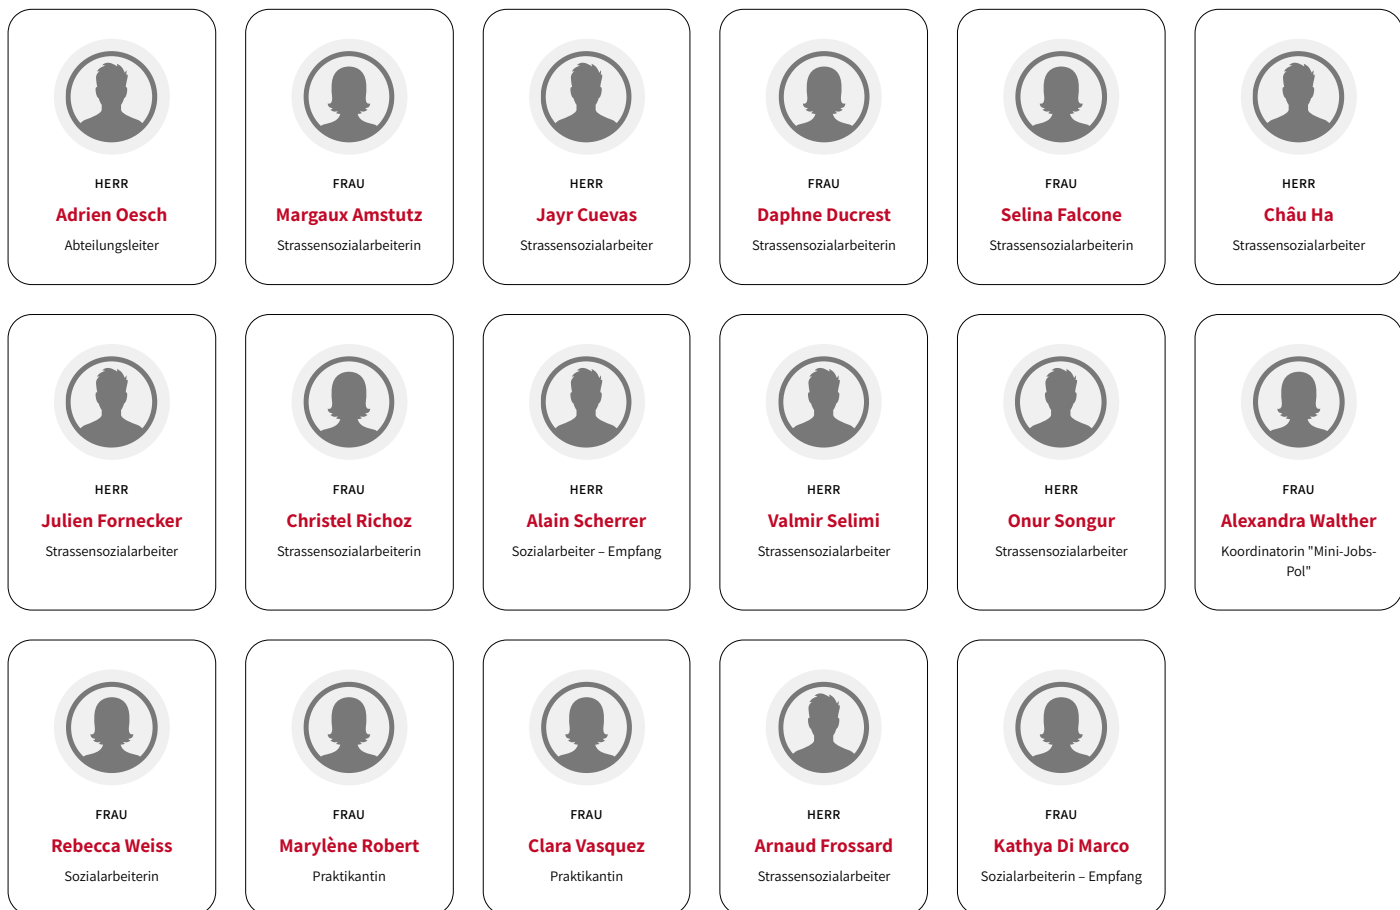 HERR
Adrien Oesch
Abteilungsleiter
FRAU
Margaux Amstutz
Strassensozialarbeiterin
HERR
Jayr Cuevas
Strassensozialarbeiter
FRAU
Daphne Ducrest
Strassensozialarbeiterin
FRAU
Selina Falcone
Strassensozialarbeiterin
HERR
Châu Ha
Strassensozialarbeiter
HERR
Julien Fornecker
Strassensozialarbeiter
FRAU
Christel Richoz
Strassensozialarbeiterin
HERR
Alain Scherrer
Sozialarbeiter – Empfang
HERR
Valmir Selimi
Strassensozialarbeiter
HERR
Onur Songur
Strassensozialarbeiter
FRAU
Alexandra Walther
Koordinatorin "Mini-Jobs-
Pol"
FRAU
Rebecca Weiss
Sozialarbeiterin
FRAU
Marylène Robert
Praktikantin
FRAU
Clara Vasquez
Praktikantin
HERR
Arnaud Frossard
Strassensozialarbeiter
FRAU
Kathya Di Marco
Sozialarbeiterin – Empfang